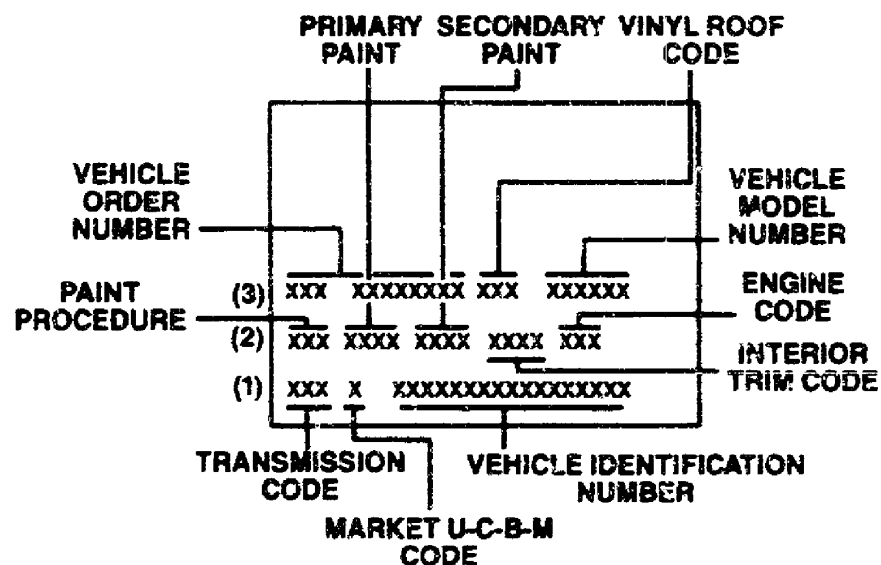 PRIMARY SECONDARY VINYL ROOF
PAINT PAINT CODE
VEHICLE
ORDER
NUMBER
VEHICLE
MODEL
NUMBER
(3) XXX XXXXXXXX XXX XXXXXX
PAINT
PROCEDURE
ENGINE
CODE
(2) XXX XXXX XXXX XXXX XXX
INTERIOR
TRIM CODE
(1) XXX X XXXXXXXXXXXXXXXXX
TRANSMISSION
CODE
VEHICLE IDENTIFICATION
NUMBER
MARKET U-C-B-M
CODE